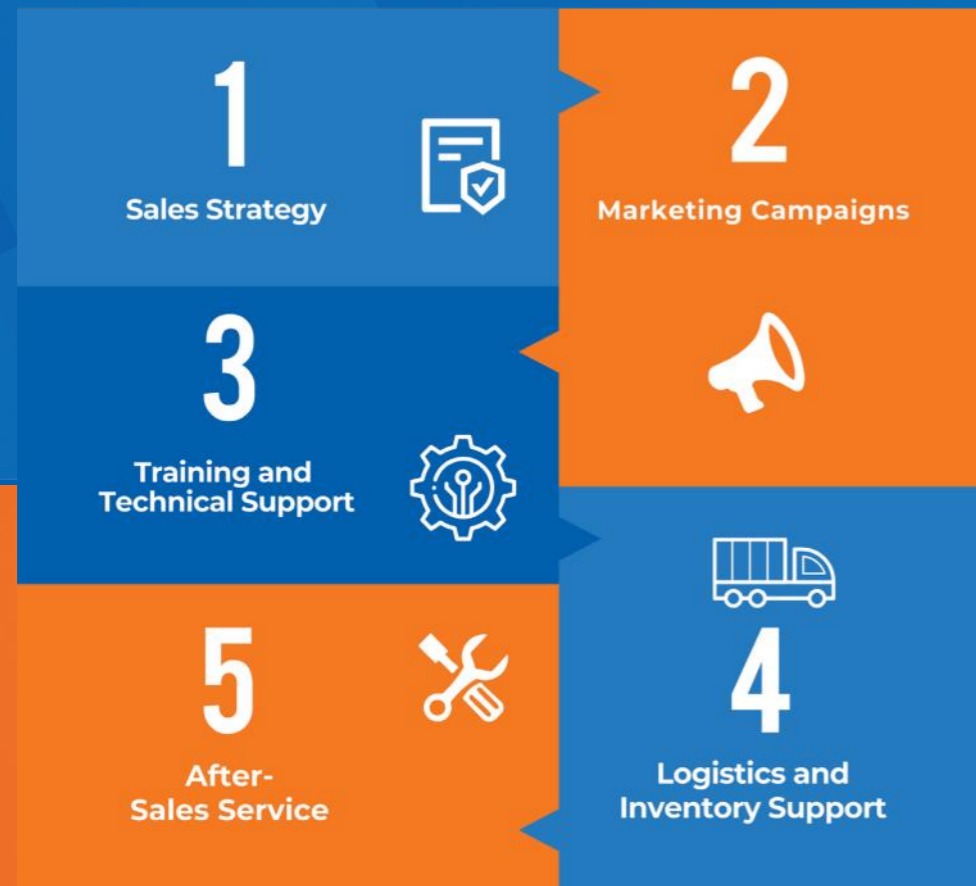 1
Sales Strategy
2
Marketing Campaigns
3
Training and
Technical Support
4
Logistics and
Inventory Support
5
After-
Sales Service